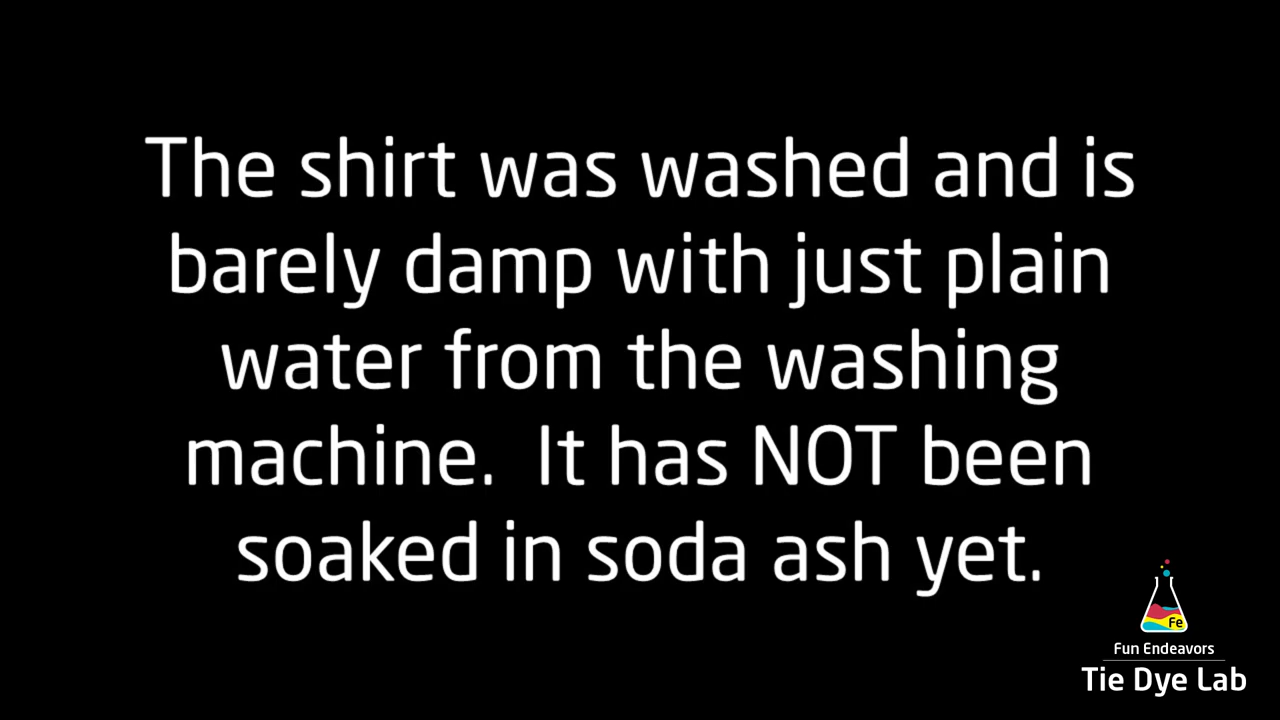 The shirt was washed and is
barely damp with just plain
water from the washing
machine.  It has NOT been
soaked in soda ash yet.
Fe
Fun Endeavors
Tie Dye Lab